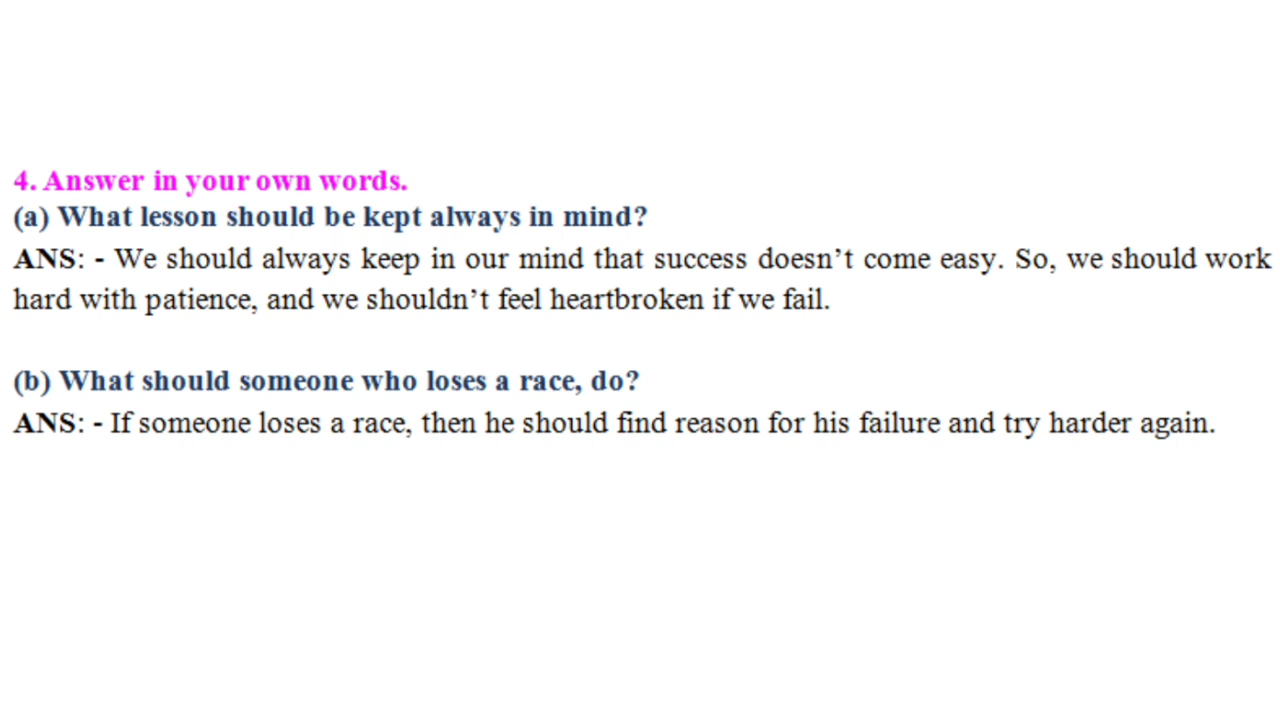 4. Answer in your own words.
(a) What lesson should be kept always in mind?
ANS: - We should always keep in our mind that success doesn’t come easy. So, we should work
hard with patience, and we shouldn’t feel heartbroken if we fail.
(b) What should someone who loses a race, do?
ANS: - If someone loses a race, then he should find reason for his failure and try harder again.